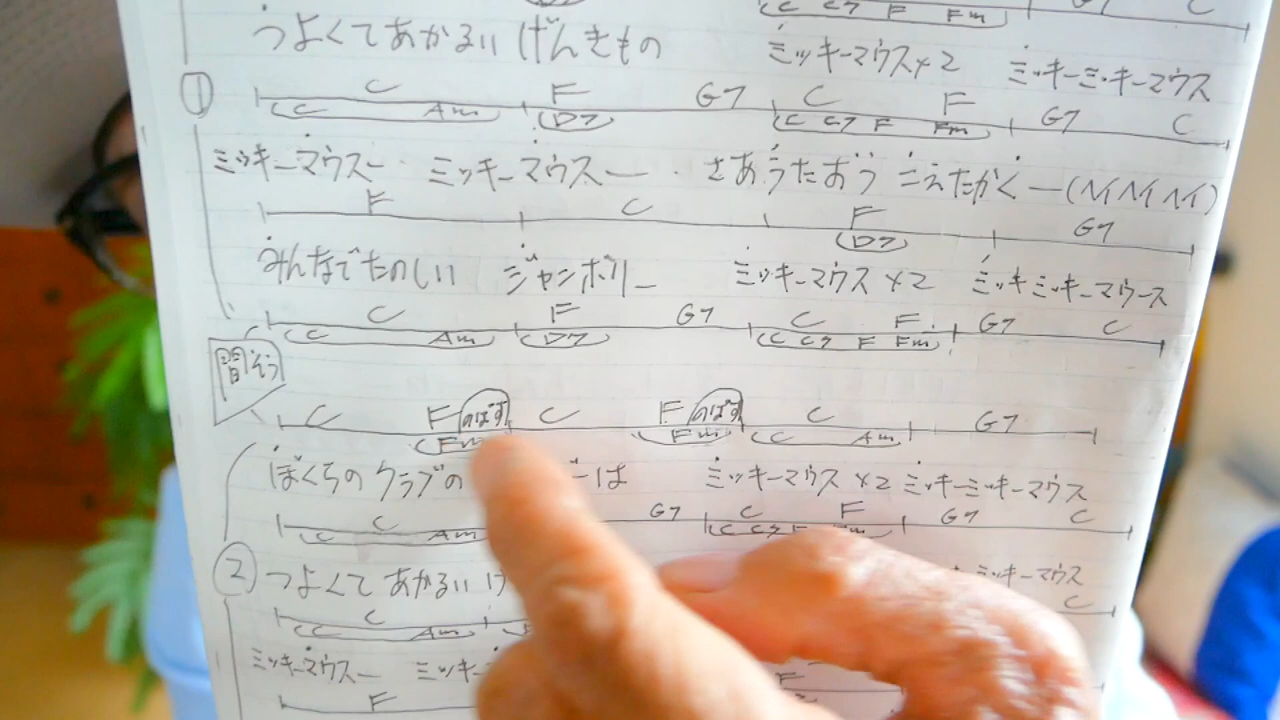 C C7 F Fm G7 C
つよくてあかるい げんきもの ミッキーマウス×2 ミッキーミッキーマウス
① C F G7 C F G7 C
C Am D7 C C7 F Fm
ミッキーマウスー ミッキーマウスー さあうたおう こえたかくー(ヘイヘイヘイ)
F C F G7
D7
みんなでたのしい ジャンボリー ミッキーマウス×2 ミッキミッキーマウース
C F G7 C F G7 C
C Am D7 C C7 F Fm
間そう
C F のばす C F のばす C G7
Fm Fm C Am
ぼくらの クラブの ーは ミッキーマウス×2 ミッキーミッキーマウス
C G7 C F G7 C
C Am C C7 F Fm
② つよくて あかるい げ ミッキーマウス
C C
C Am
ミッキーマウスー ミッキー
F F